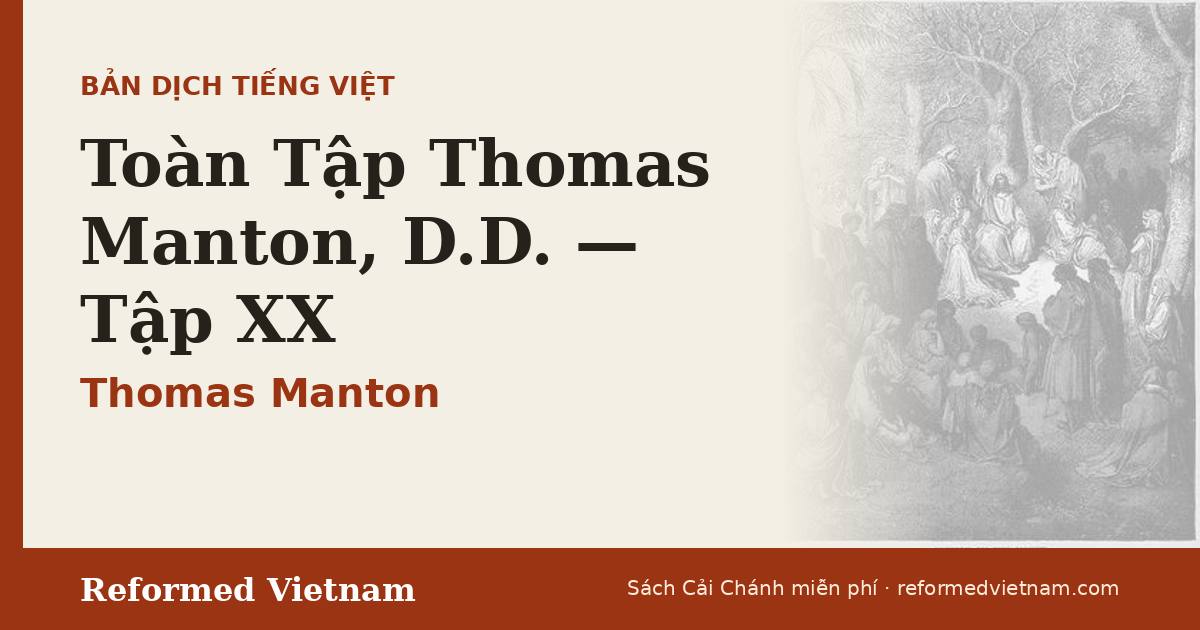 BẢN DỊCH TIẾNG VIỆT
Toàn Tập Thomas
Manton, D.D. —
Tập XX
Thomas Manton
Reformed Vietnam
Sách Cải Chánh miễn phí · reformedvietnam.com